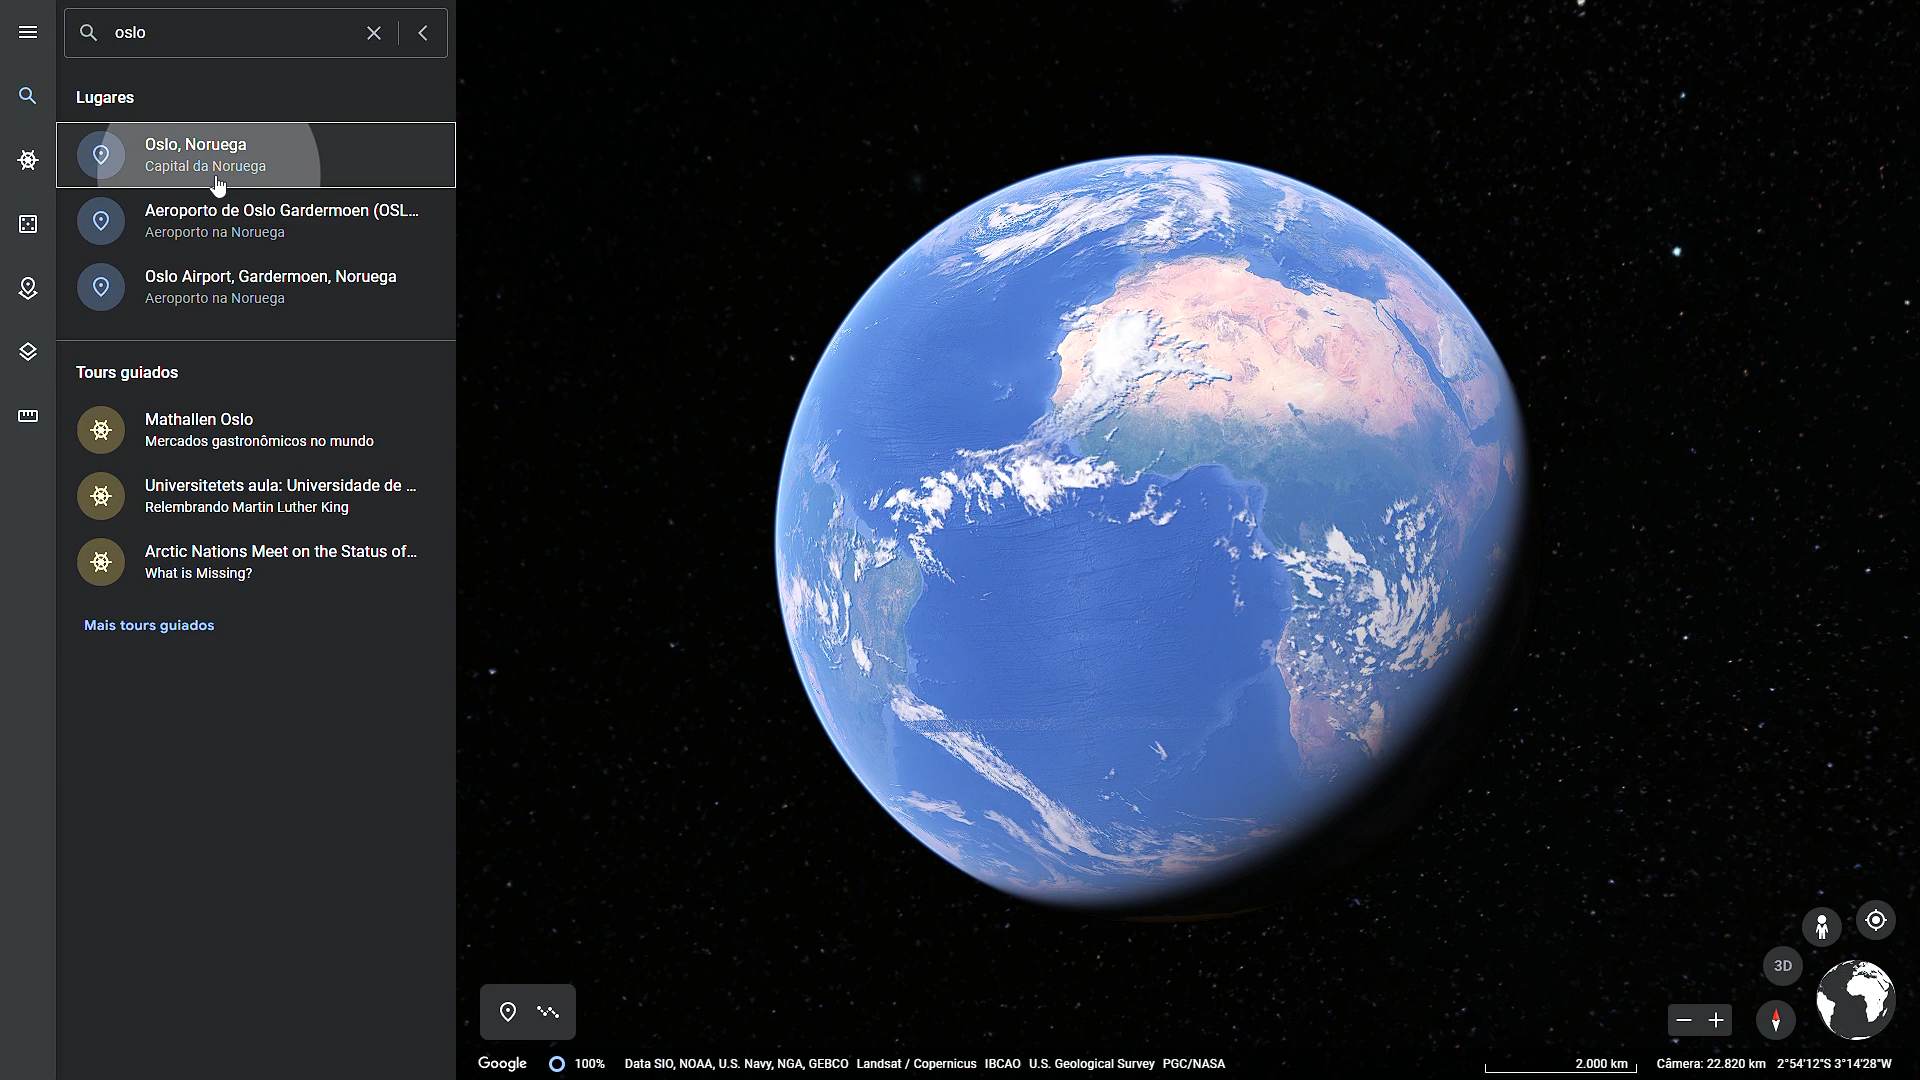 oslo
Lugares
Oslo, Noruega
Capital da Noruega
Aeroporto de Oslo Gardermoen (OSL...
Aeroporto na Noruega
Oslo Airport, Gardermoen, Noruega
Aeroporto na Noruega
Tours guiados
Mathallen Oslo
Mercados gastronômicos no mundo
Universitetets aula: Universidade de ...
Relembrando Martin Luther King
Arctic Nations Meet on the Status of...
What is Missing?
Mais tours guiados
3D
Google 100% Data SIO, NOAA, U.S. Navy, NGA, GEBCO Landsat / Copernicus IBCAO U.S. Geological Survey PGC/NASA 2.000 km Câmera: 22.820 km 2°54'12"S 3°14'28"W